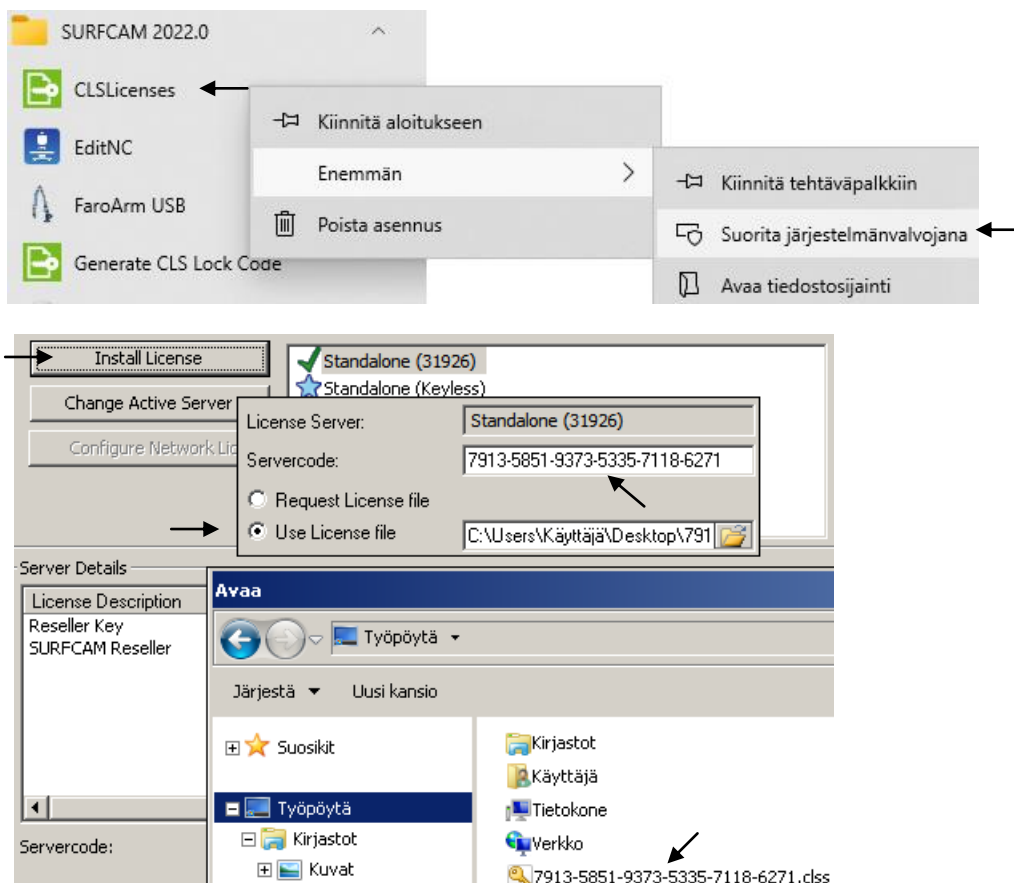 SURFCAM 2022.0
CLSLicenses
EditNC
FaroArm USB
Generate CLS Lock Code
Kiinnitä aloitukseen
Enemmän
Poista asennus
Kiinnitä tehtäväpalkkiin
Suorita järjestelmänvalvojana
Avaa tiedostosijainti
Install License
Change Active Server
Configure Network Lic
Standalone (31926)
Standalone (Keyless)
License Server: Standalone (31926)
Servercode: 7913-5851-9373-5335-7118-6271
Request License file
Use License file C:\Users\Käyttäjä\Desktop\791
Server Details
License Description
Reseller Key
SURFCAM Reseller
Servercode:
Avaa
Työpöytä
Järjestä Uusi kansio
Suosikit
Työpöytä
Kirjastot
Kuvat
Kirjastot
Käyttäjä
Tietokone
Verkko
7913-5851-9373-5335-7118-6271.clss